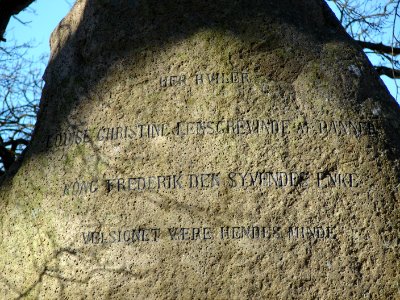 HER HVILER
LOUISE CHRISTINE LENSGREVINDE AF DANNER
KONG FREDERIK DEN SYVENDES ENKE
VELSIGNET VÆRE HENDES MINDE